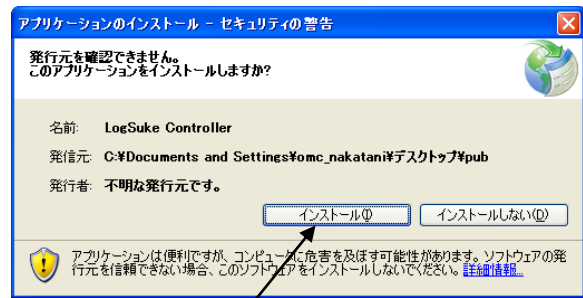 アプリケーションのインストール - セキュリティの警告
発行元を確認できません。
このアプリケーションをインストールしますか?
名前: LogSuke Controller
発信元: C:¥Documents and Settings¥omc_nakatani¥デスクトップ¥pub
発行者: 不明な発行元です。
インストール(I) インストールしない(D)
アプリケーションは便利ですが、コンピュータに危害を及ぼす可能性があります。ソフトウェアの発
行元を信頼できない場合、このソフトウェアをインストールしないでください。詳細情報...